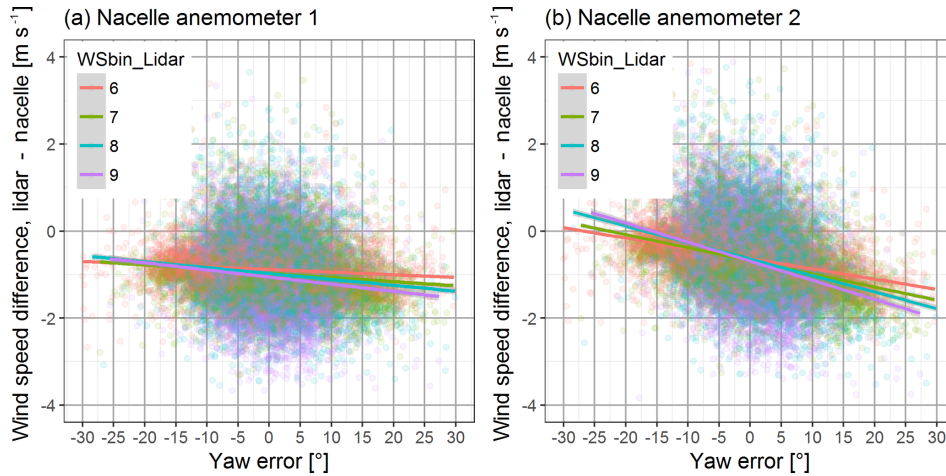 (a) Nacelle anemometer 1
Wind speed difference, lidar - nacelle [m s⁻¹]
WSbin_Lidar
6
7
8
9
4
2
0
-2
-4
-30 -25 -20 -15 -10 -5 0 5 10 15 20 25 30
Yaw error [°]
(b) Nacelle anemometer 2
Wind speed difference, lidar - nacelle [m s⁻¹]
WSbin_Lidar
6
7
8
9
4
2
0
-2
-4
-30 -25 -20 -15 -10 -5 0 5 10 15 20 25 30
Yaw error [°]